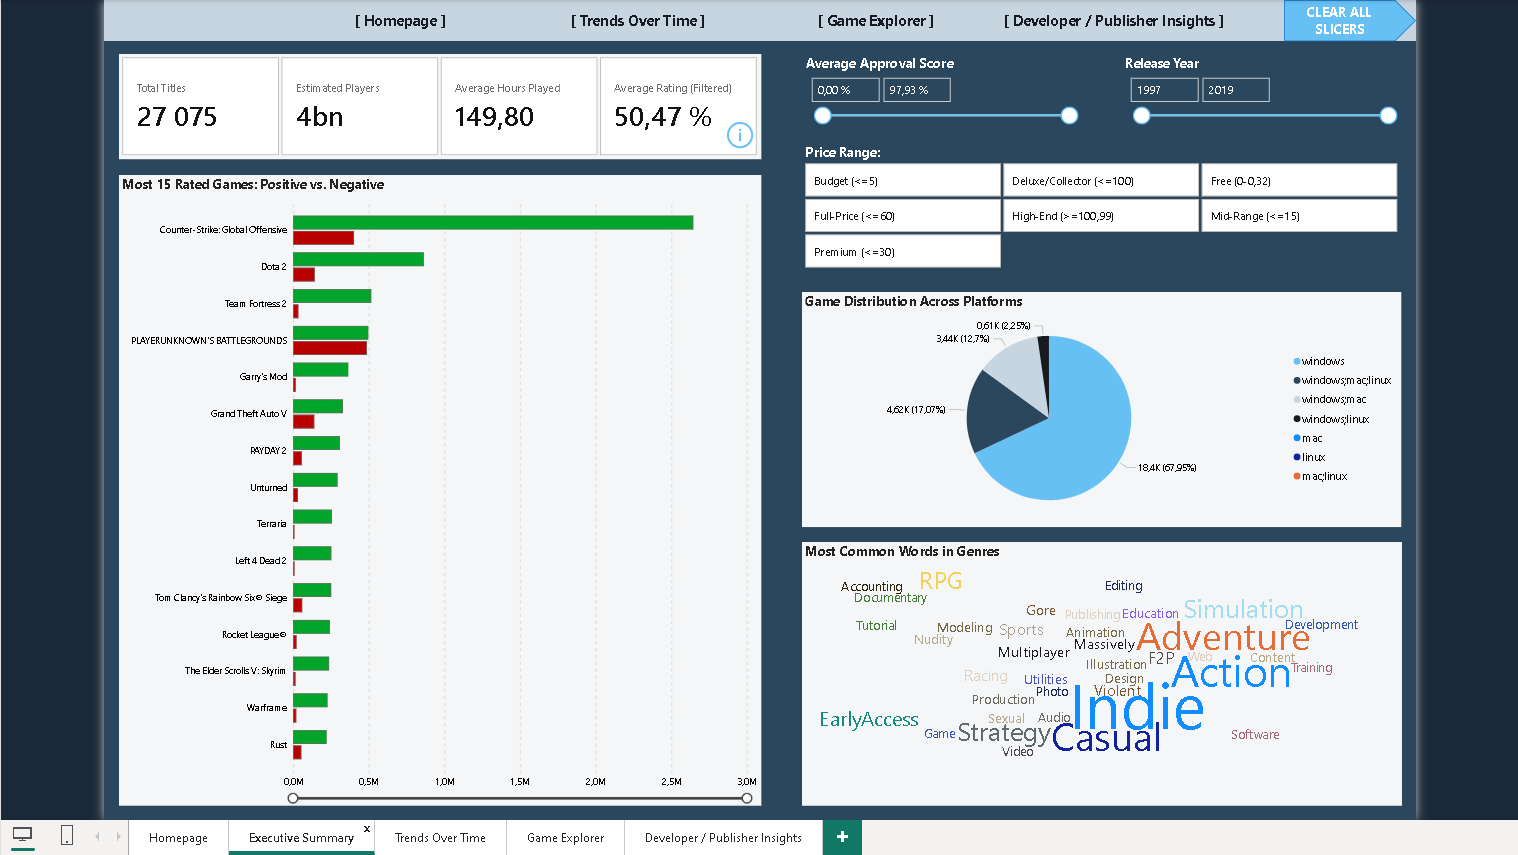 [ Homepage ]
[ Trends Over Time ]
[ Game Explorer ]
[ Developer / Publisher Insights ]
CLEAR ALL
SLICERS
Total Titles
27 075
Estimated Players
4bn
Average Hours Played
149,80
Average Rating (Filtered)
50,47 %
i
Average Approval Score
0,00 %
97,93 %
Release Year
1997
2019
Price Range:
Budget (<=5)
Deluxe/Collector (<=100)
Free (0-0,32)
Full-Price (<=60)
High-End (>=100,99)
Mid-Range (<=15)
Premium (<=30)
Most 15 Rated Games: Positive vs. Negative
Counter-Strike: Global Offensive
Dota 2
Team Fortress 2
PLAYERUNKNOWN'S BATTLEGROUNDS
Garry's Mod
Grand Theft Auto V
PAYDAY 2
Unturned
Terraria
Left 4 Dead 2
Tom Clancy's Rainbow Six® Siege
Rocket League®
The Elder Scrolls V: Skyrim
Warframe
Rust
0,0M
0,5M
1,0M
1,5M
2,0M
2,5M
3,0M
Game Distribution Across Platforms
0,61K (2,25%)
3,44K (12,7%)
4,62K (17,07%)
18,4K (67,95%)
windows
windows;mac;linux
windows;mac
windows;linux
mac
linux
mac;linux
Most Common Words in Genres
Accounting
RPG
Editing
Documentary
Gore
Publishing
Education
Simulation
Tutorial
Modeling
Sports
Animation
Adventure
Development
Nudity
Multiplayer
Massively
F2P
Web
Content
Illustration
Action
Training
Racing
Utilities
Design
Photo
Violent
Production
Indie
EarlyAccess
Sexual
Audio
Game
Strategy
Casual
Software
Video
Homepage
Executive Summary
x
Trends Over Time
Game Explorer
Developer / Publisher Insights
+